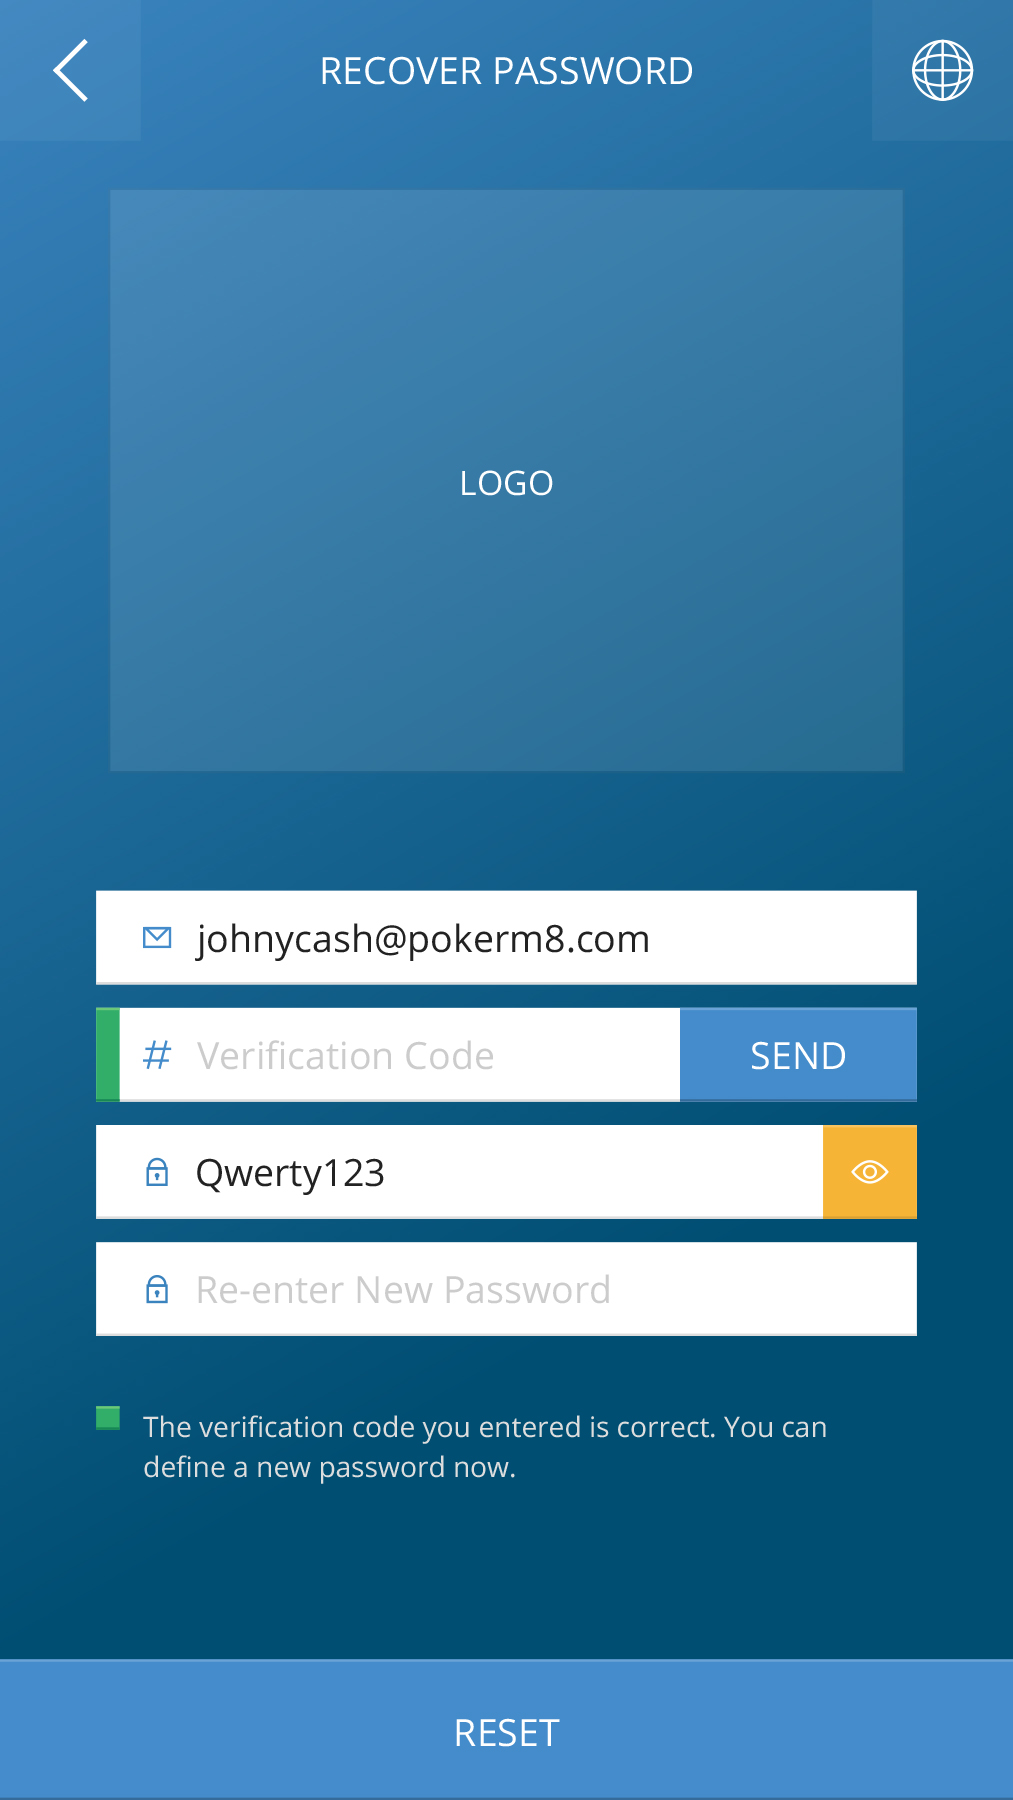 RECOVER PASSWORD
LOGO
johnycash@pokerm8.com
# Verification Code
SEND
Qwerty123
Re-enter New Password
The verification code you entered is correct. You can
define a new password now.
RESET